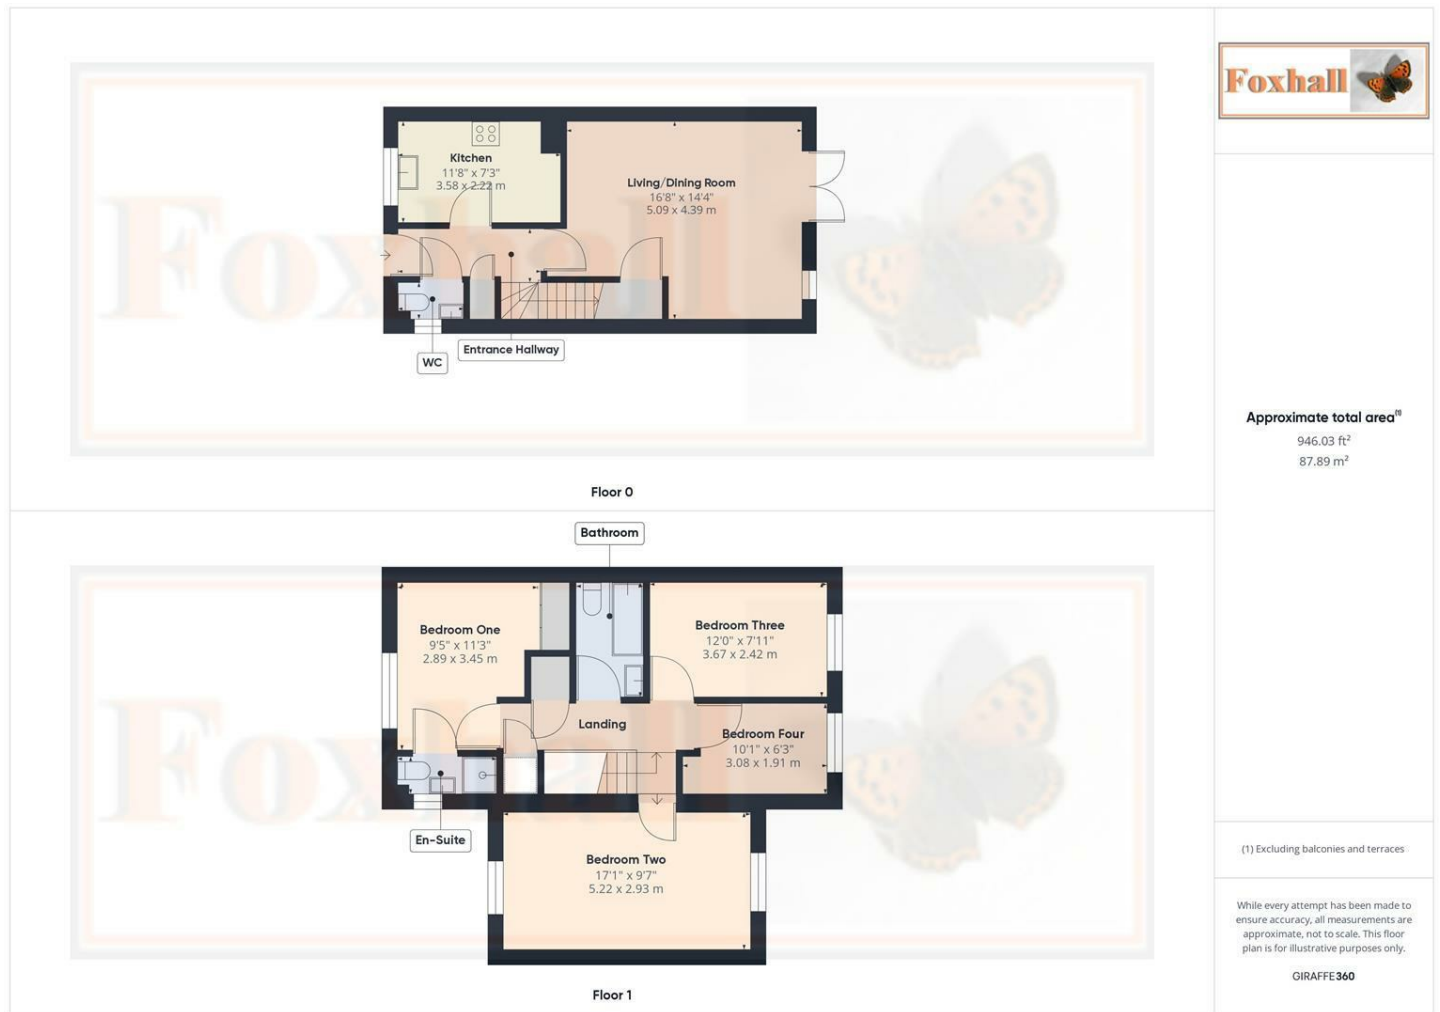 Foxhall
Kitchen
11'8" x 7'3"
3.58 x 2.22 m
Living/Dining Room
16'8" x 14'4"
5.09 x 4.39 m
Foxhall
WC
Entrance Hallway
Floor 0
Approximate total area(1)
946.03 ft²
87.89 m²
Bathroom
Bedroom One
9'5" x 11'3"
2.89 x 3.45 m
Bedroom Three
12'0" x 7'11"
3.67 x 2.42 m
Landing
Bedroom Four
10'1" x 6'3"
3.08 x 1.91 m
Foxhall
En-Suite
Bedroom Two
17'1" x 9'7"
5.22 x 2.93 m
Floor 1
(1) Excluding balconies and terraces
While every attempt has been made to
ensure accuracy, all measurements are
approximate, not to scale. This floor
plan is for illustrative purposes only.
GIRAFFE360